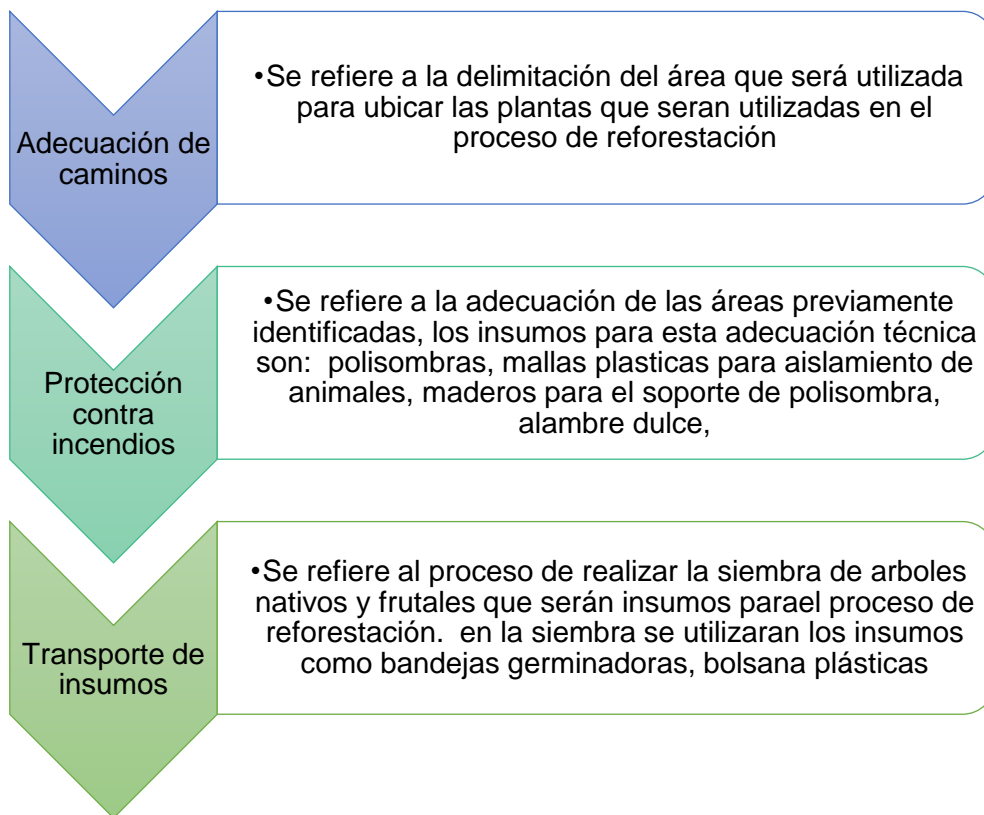 Adecuación de
caminos
•Se refiere a la delimitación del área que será utilizada
para ubicar las plantas que seran utilizadas en el
proceso de reforestación
Protección
contra
incendios
•Se refiere a la adecuación de las áreas previamente
identificadas, los insumos para esta adecuación técnica
son:  polisombras, mallas plasticas para aislamiento de
animales, maderos para el soporte de polisombra,
alambre dulce,
Transporte de
insumos
•Se refiere al proceso de realizar la siembra de arboles
nativos y frutales que serán insumos parael proceso de
reforestación.  en la siembra se utilizaran los insumos
como bandejas germinadoras, bolsana plásticas